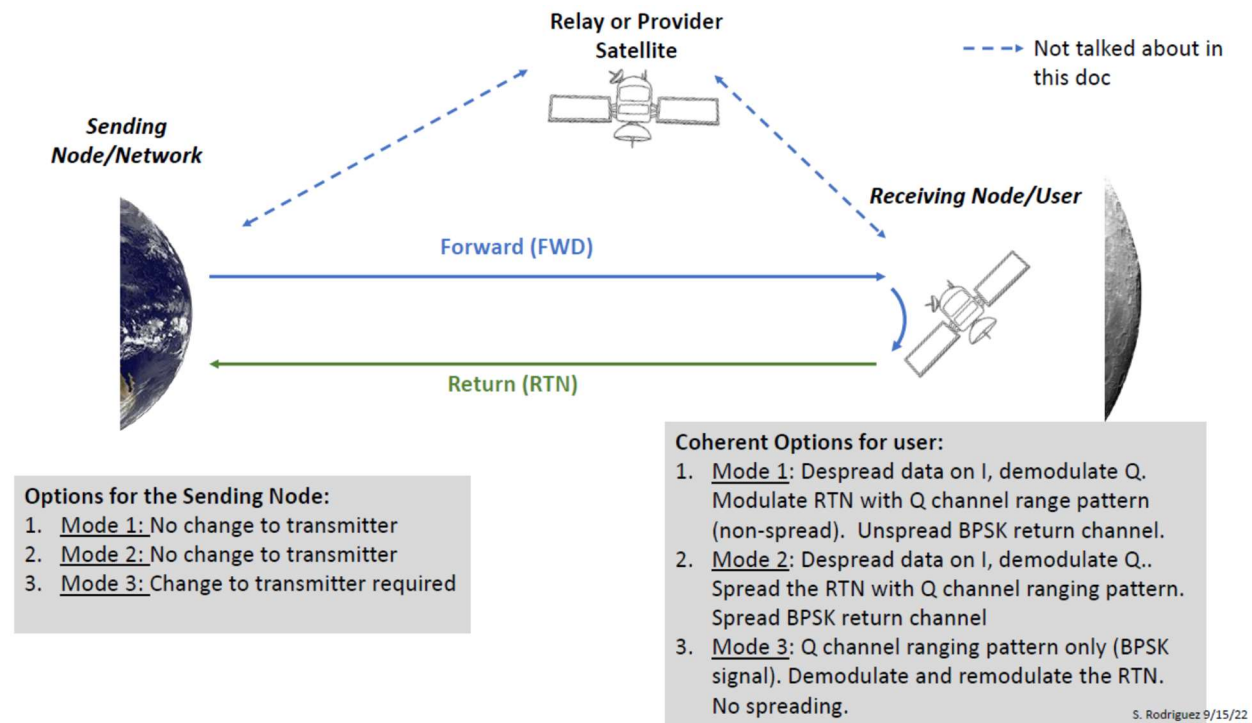 Relay or Provider
Satellite
Not talked about in
this doc
Sending
Node/Network
Receiving Node/User
Forward (FWD)
Return (RTN)
Options for the Sending Node:
1. Mode 1: No change to transmitter
2. Mode 2: No change to transmitter
3. Mode 3: Change to transmitter required
Coherent Options for user:
1. Mode 1: Despread data on I, demodulate Q.
Modulate RTN with Q channel range pattern
(non-spread). Unspread BPSK return channel.
2. Mode 2: Despread data on I, demodulate Q..
Spread the RTN with Q channel ranging pattern.
Spread BPSK return channel
3. Mode 3: Q channel ranging pattern only (BPSK
signal). Demodulate and remodulate the RTN.
No spreading.
S. Rodriguez 9/15/22